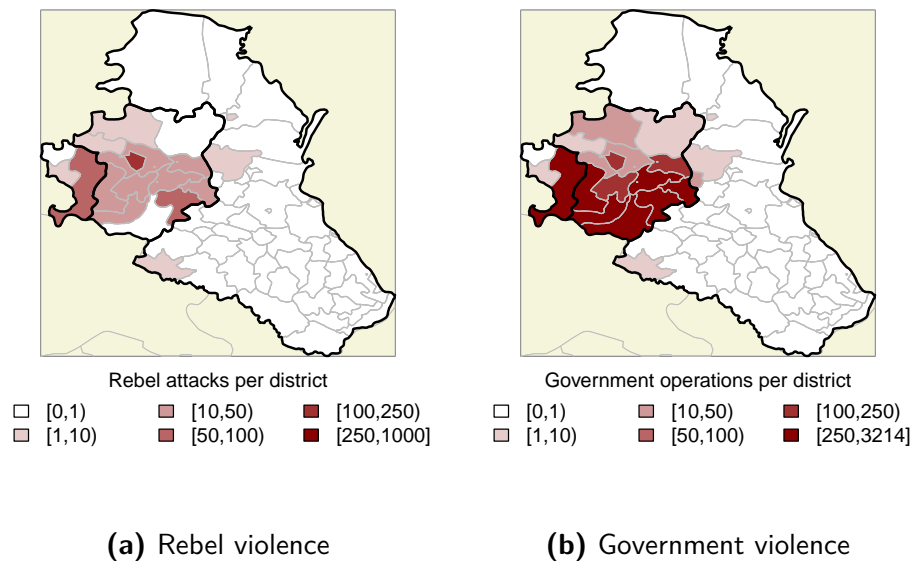 Rebel attacks per district
[0,1) [10,50) [100,250)
[1,10) [50,100) [250,1000]
(a) Rebel violence
Government operations per district
[0,1) [10,50) [100,250)
[1,10) [50,100) [250,3214]
(b) Government violence